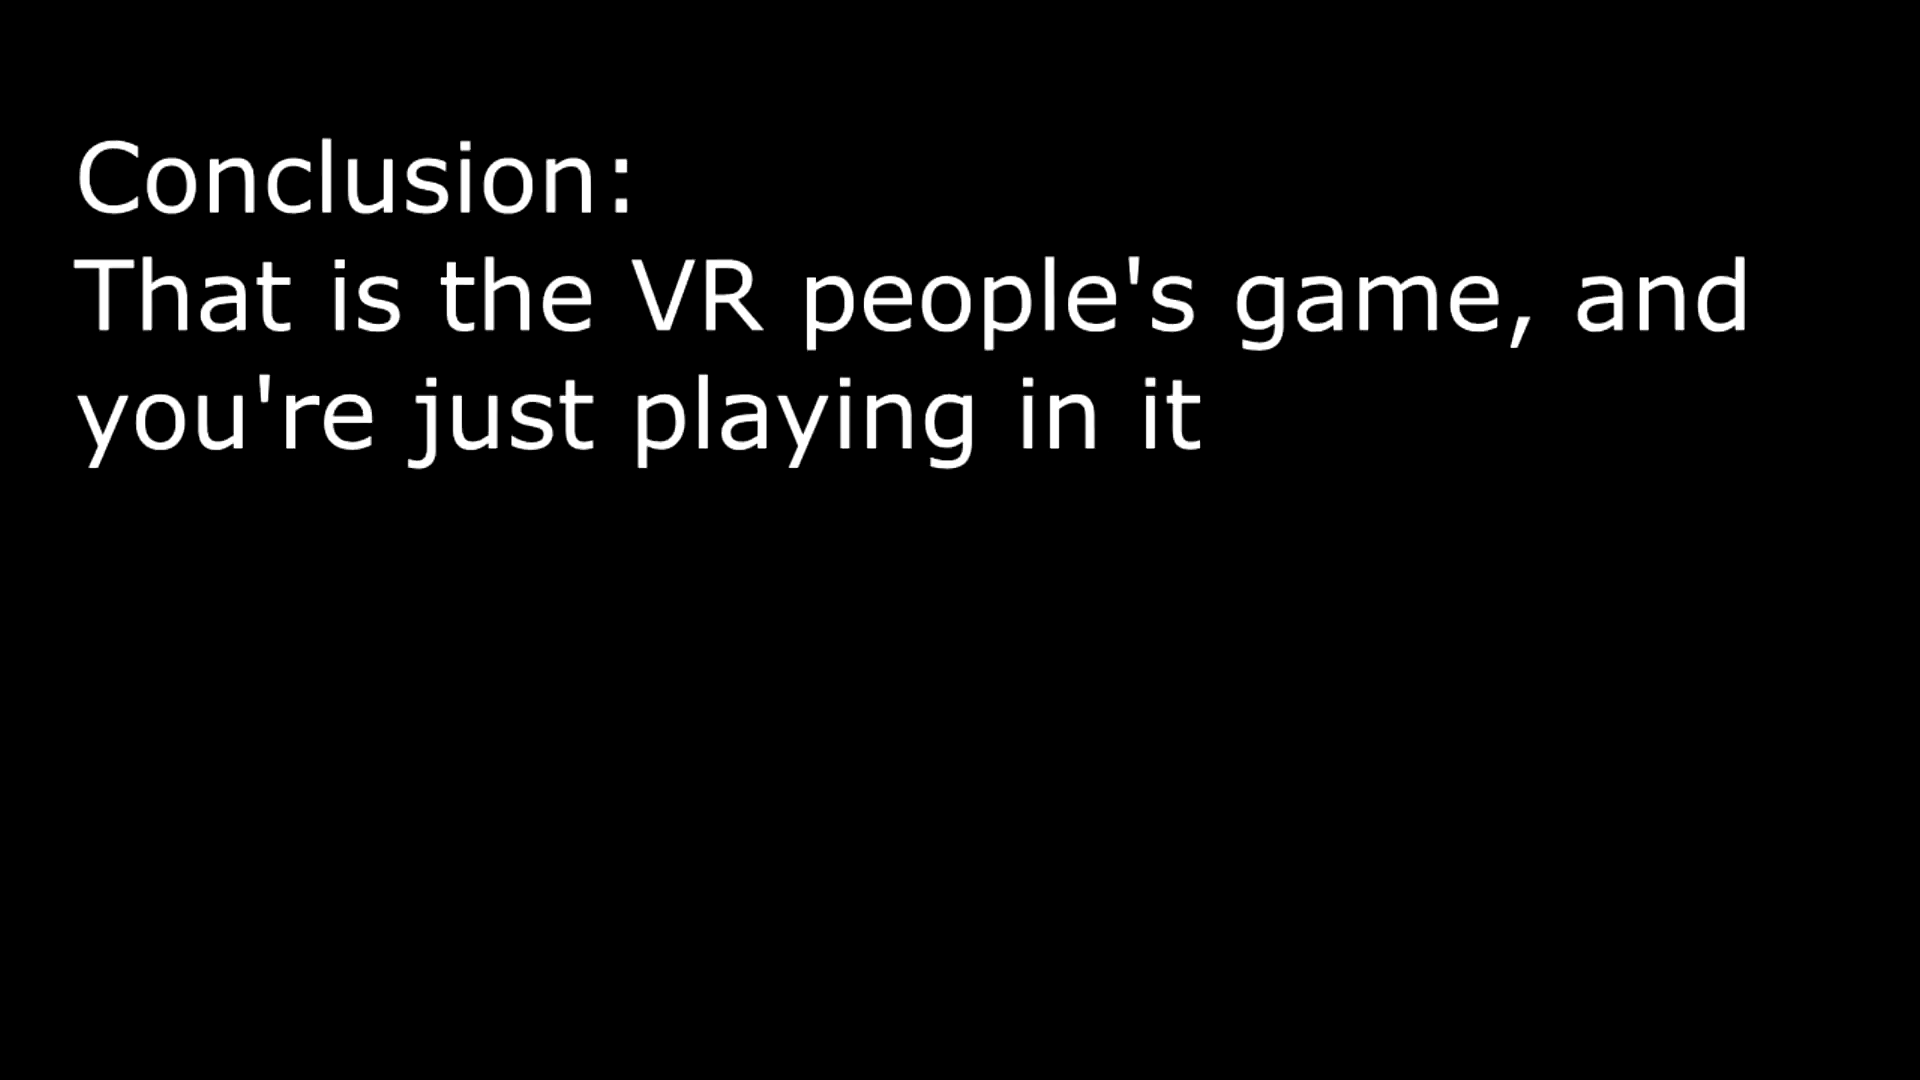 Conclusion:
That is the VR people's game, and
you're just playing in it